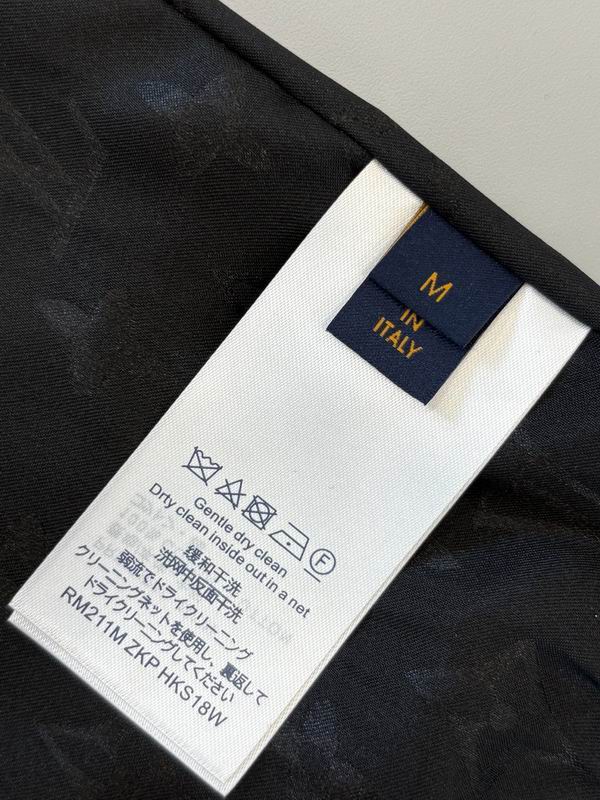 M
IN
ITALY
Gentle dry clean
Drty clean inside out in a net
缓和干洗
洗网中反面干洗
弱流でドライクリーニング
クリーニングネットを使用し、裏返して
ドライクリーニングしてください
RM211M ZKP HKS18W